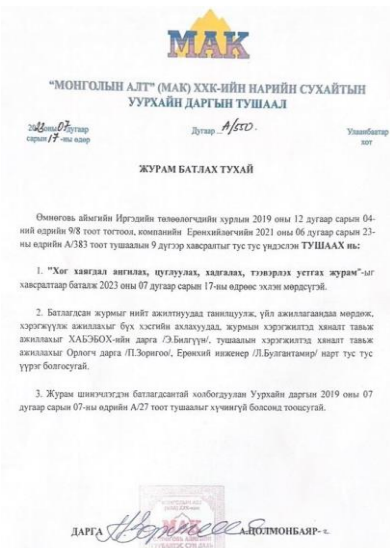 МАК
“МОНГОЛЫН АЛТ” (МАК) ХХК-ИЙН НАРИЙН СУХАЙТЫН
УУРХАЙН ДАРГЫН ТУШААЛ
2023 оны 07 дугаар
сарын 17-ны өдөр
Дугаар А/550.
Улаанбаатар
хот
ЖУРАМ БАТЛАХ ТУХАЙ
Өмнөговь аймгийн Иргэдийн төлөөлөгчдийн хурлын 2019 оны 12 дугаар сарын 04-
ний өдрийн 9/8 тоот тогтоол, компанийн Ерөнхийлөгчийн 2021 оны 06 дугаар сарын 23-
ны өдрийн А/383 тоот тушаалын 9 дүгээр хавсралтыг тус тус үндэслэн ТУШААХ нь:
1. "Хог хаягдал ангилах, цуглуулах, хадгалах, тээвэрлэх устгах журам"-ыг
хавсралтаар баталж 2023 оны 07 дугаар сарын 17-ны өдрөөс эхлэн мөрдсүгэй.
2. Батлагдсан журмыг нийт ажилтнуудад танилцуулж, үйл ажиллагаандаа мөрдөж,
хэрэгжүүлж ажиллахыг бүх хэсгийн ахлахуудад, журмын хэрэгжилтэд хяналт тавьж
ажиллахыг ХАБЭБОХ-ийн дарга /Э.Билгүүн/, тушаалын хэрэгжилтэд хяналт тавьж
ажиллахыг Орлогч дарга /П.Зоригоо/, Ерөнхий инженер /Л.Булгантамир/ нарт тус тус
үүрэг болгосугай.
3. Журам шинэчлэгдэн батлагдсантай холбогдуулан Уурхайн даргын 2019 оны 07
дугаар сарын 07-ны өдрийн А/27 тоот тушаалыг хүчингүй болсонд тооцсугай.
МАК
ДАРГА
А.ЦОЛМОНБАЯР